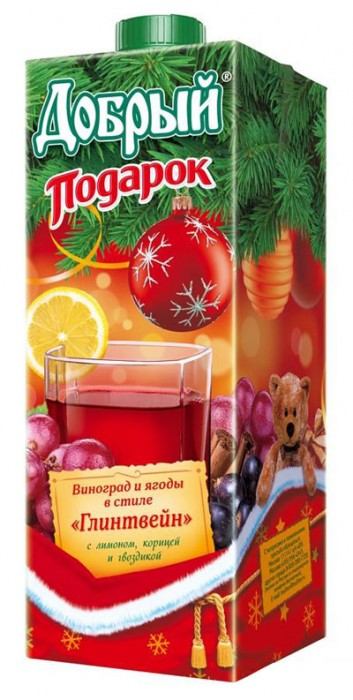 Добрый®
Подарок
Виноград и ягоды
в стиле
«Глинтвейн»
с лимоном, корицей
и гвоздикой